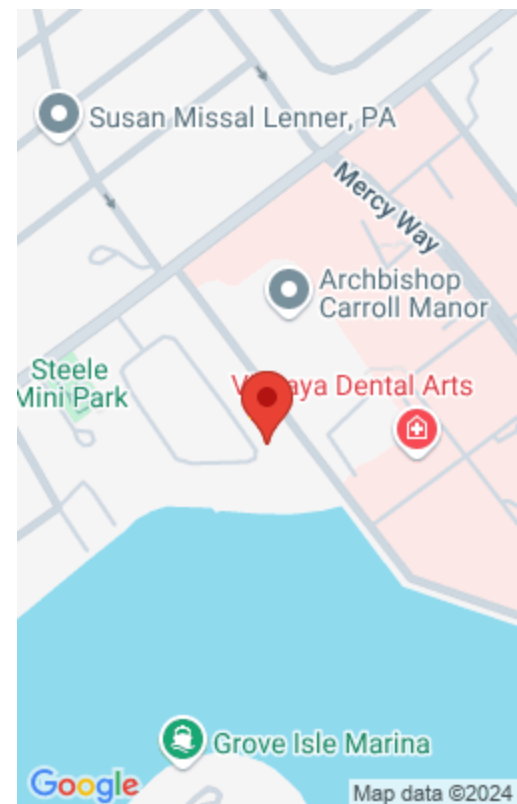 Susan Missal Lenner, PA
Mercy Way
Archbishop
Carroll Manor
Steele
Mini Park
aya Dental Arts
Grove Isle Marina
Google
Map data ©2024